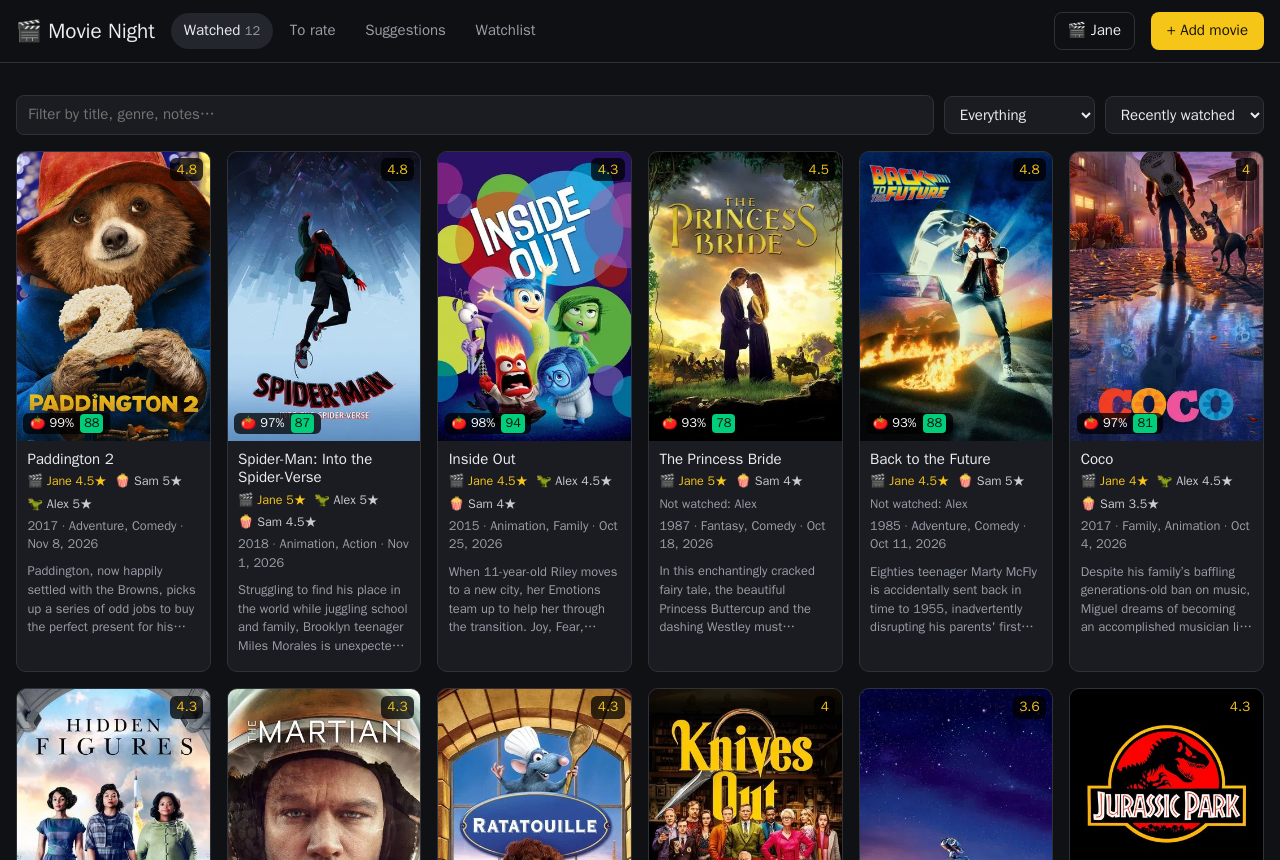 🎬 Movie Night
Watched 12
To rate
Suggestions
Watchlist
🎬 Jane
+ Add movie
Filter by title, genre, notes…
Everything
Recently watched
4.8
2
PADDINGTON 2
🍅 99% 88
Paddington 2
🎬 Jane 4.5★ 🍿 Sam 5★
🦖 Alex 5★
2017 · Adventure, Comedy ·
Nov 8, 2026
Paddington, now happily
settled with the Browns, picks
up a series of odd jobs to buy
the perfect present for his…
4.8
SPIDER-MAN
🍅 97% 87
SPIDER-VERSE
Spider-Man: Into the
Spider-Verse
🎬 Jane 5★ 🦖 Alex 5★
🍿 Sam 4.5★
2018 · Animation, Action · Nov
1, 2026
Struggling to find his place in
the world while juggling school
and family, Brooklyn teenager
Miles Morales is unexpecte…
4.3
INSIDE
OUT
🍅 98% 94
Inside Out
🎬 Jane 4.5★ 🦖 Alex 4.5★
🍿 Sam 4★
2015 · Animation, Family · Oct
25, 2026
When 11-year-old Riley moves
to a new city, her Emotions
team up to help her through
the transition. Joy, Fear,…
4.5
THE
PRINCESS
BRIDE
🍅 93% 78
The Princess Bride
🎬 Jane 5★ 🍿 Sam 4★
Not watched: Alex
1987 · Fantasy, Comedy · Oct
18, 2026
In this enchantingly cracked
fairy tale, the beautiful
Princess Buttercup and the
dashing Westley must…
4.8
BACK
TO THE FUTURE
🍅 93% 88
Back to the Future
🎬 Jane 4.5★ 🍿 Sam 5★
Not watched: Alex
1985 · Adventure, Comedy ·
Oct 11, 2026
Eighties teenager Marty McFly
is accidentally sent back in
time to 1955, inadvertently
disrupting his parents' first…
4
COCO
🍅 97% 81
Coco
🎬 Jane 4★ 🦖 Alex 4.5★
🍿 Sam 3.5★
2017 · Family, Animation · Oct
4, 2026
Despite his family's baffling
generations-old ban on music,
Miguel dreams of becoming
an accomplished musician li…
4.3
HIDDEN
FIGURES
4.3
THE MARTIAN
4.3
RATATOUILLE
4
Knives
Out
3.6
4.3
JURASSIC PARK